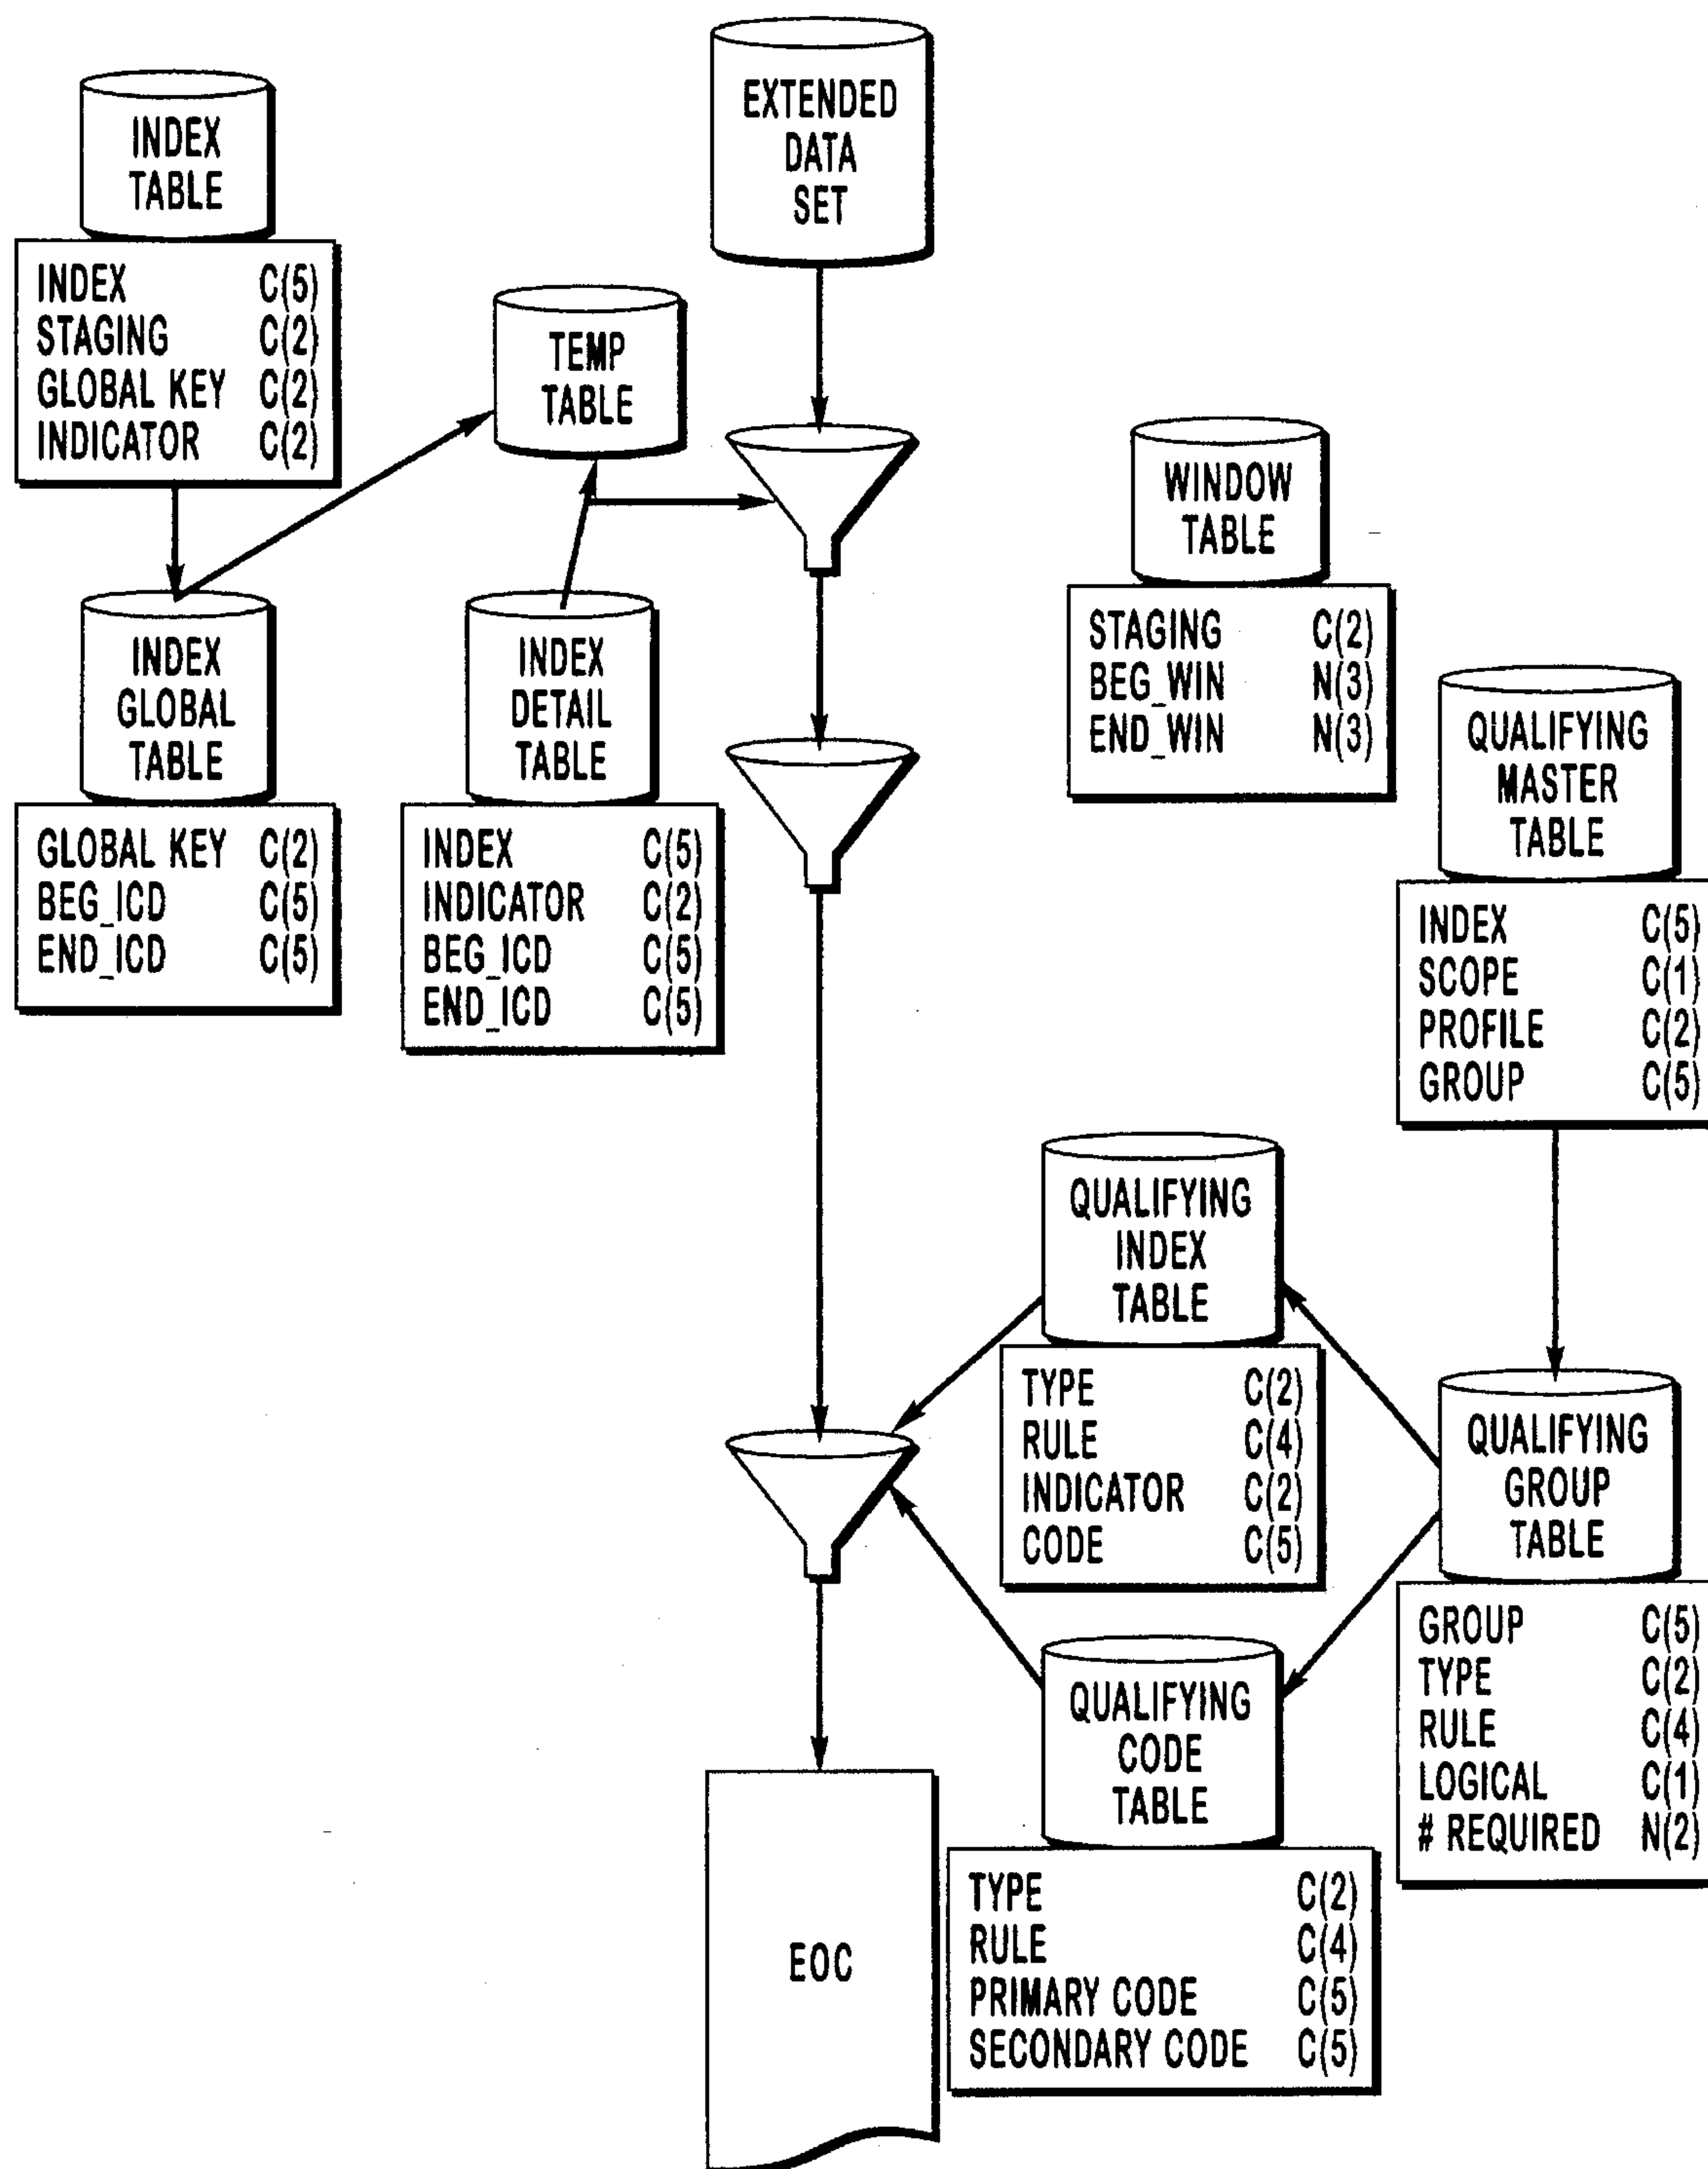 EXTENDED
DATA
SET
INDEX
TABLE
INDEX C(5)
STAGING C(2)
GLOBAL KEY C(2)
INDICATOR C(2)
TEMP
TABLE
WINDOW
TABLE
STAGING C(2)
BEG_WIN N(3)
END_WIN N(3)
INDEX
GLOBAL
TABLE
GLOBAL KEY C(2)
BEG_ICD C(5)
END_ICD C(5)
INDEX
DETAIL
TABLE
INDEX C(5)
INDICATOR C(2)
BEG_ICD C(5)
END_ICD C(5)
QUALIFYING
MASTER
TABLE
INDEX C(5)
SCOPE C(1)
PROFILE C(2)
GROUP C(5)
QUALIFYING
INDEX
TABLE
TYPE C(2)
RULE C(4)
INDICATOR C(2)
CODE C(5)
QUALIFYING
GROUP
TABLE
GROUP C(5)
TYPE C(2)
RULE C(4)
LOGICAL C(1)
# REQUIRED N(2)
QUALIFYING
CODE
TABLE
TYPE C(2)
RULE C(4)
PRIMARY CODE C(5)
SECONDARY CODE C(5)
EOC